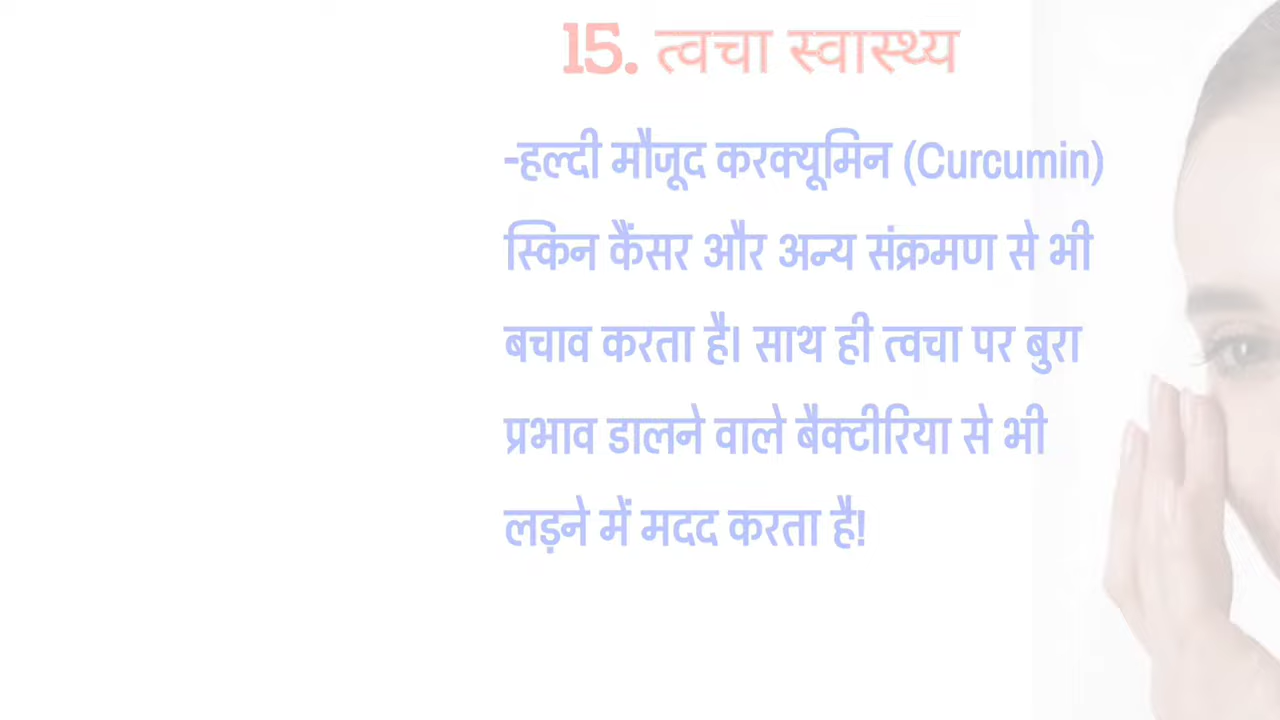 15. त्वचा स्वास्थ्य
-हल्दी मौजूद करक्यूमिन (Curcumin)
स्किन कैंसर और अन्य संक्रमण से भी
बचाव करता है। साथ ही त्वचा पर बुरा
प्रभाव डालने वाले बैक्टीरिया से भी
लड़ने में मदद करता है!